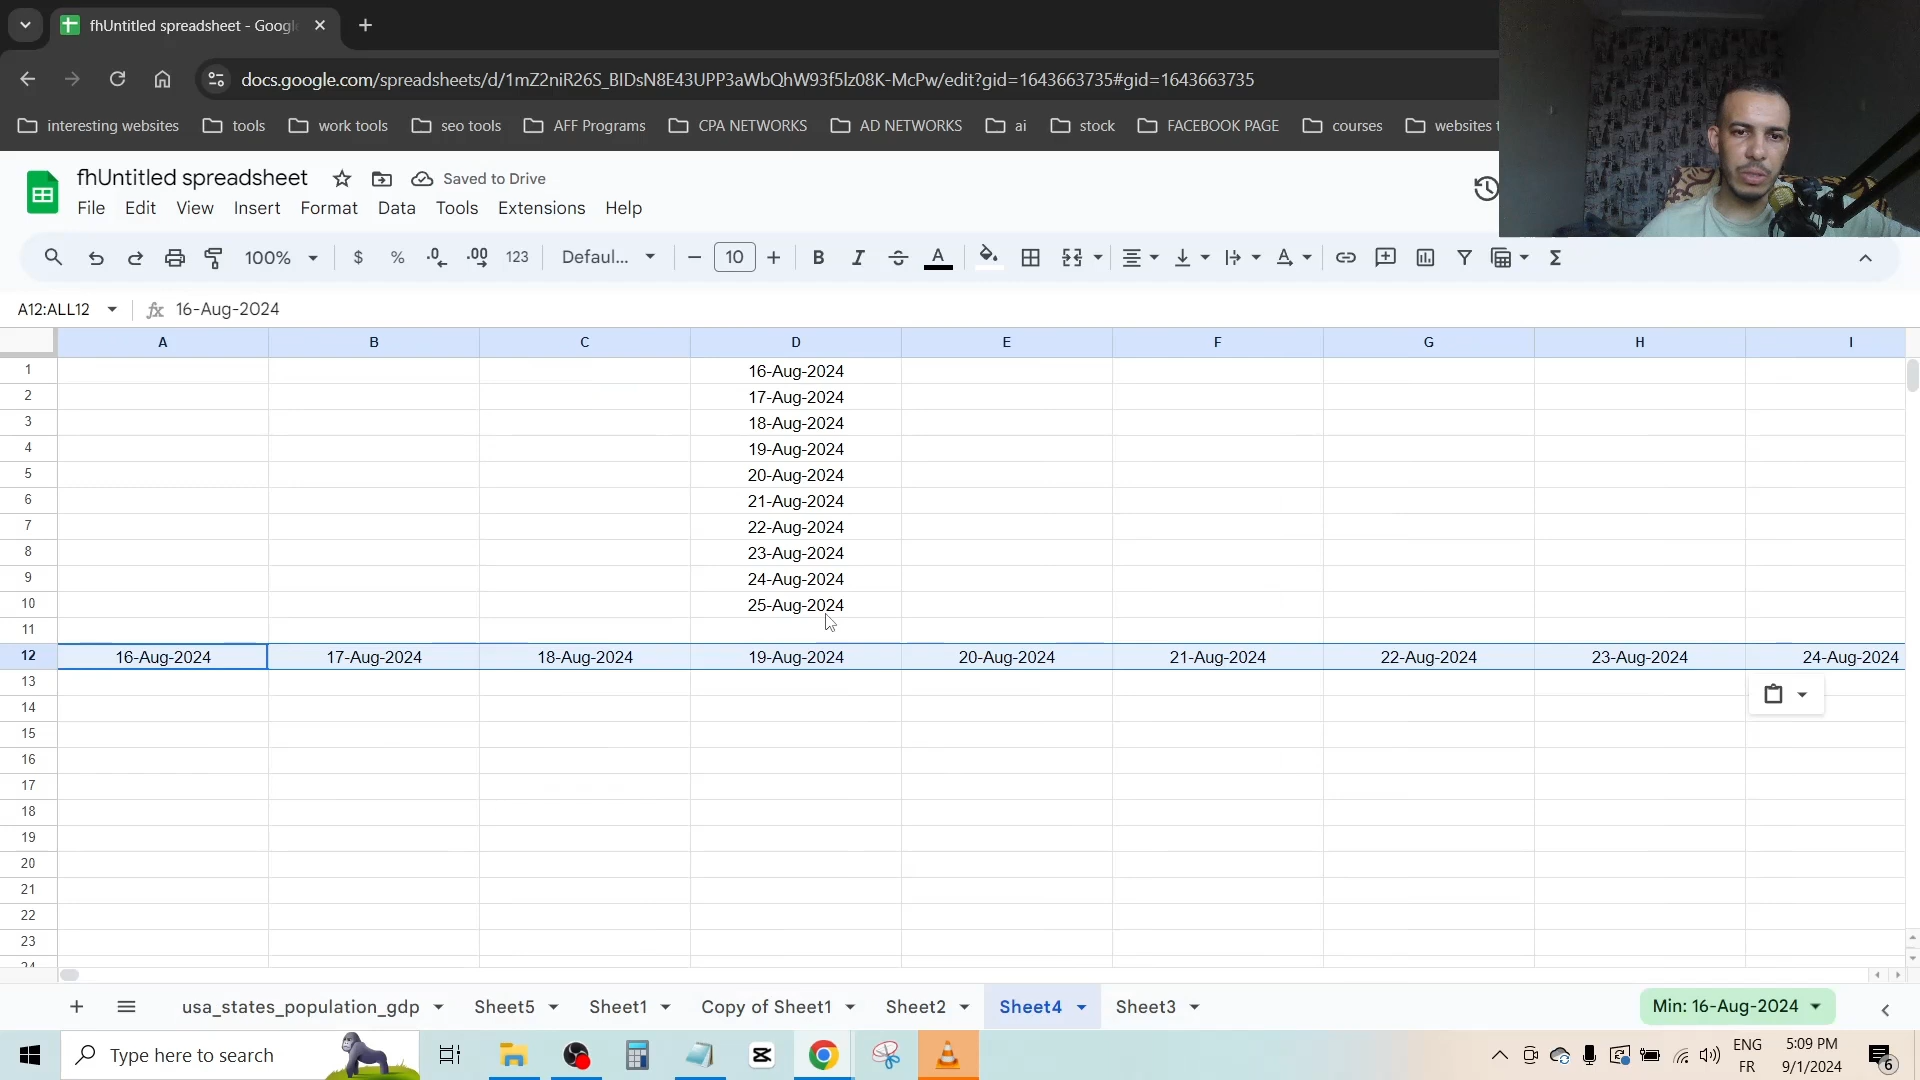 fhUntitled spreadsheet - Googl
docs.google.com/spreadsheets/d/1mZ2niR26S_BIDsN8E43UPP3aWbQhW93f5lz08K-McPw/edit?gid=1643663735#gid=1643663735
interesting websites tools work tools seo tools AFF Programs CPA NETWORKS AD NETWORKS ai stock FACEBOOK PAGE courses websites t
fhUntitled spreadsheet Saved to Drive
File Edit View Insert Format Data Tools Extensions Help
100% $ % .0 .00 123 Defaul... 10 B I A
A12:ALL12 fx 16-Aug-2024
A B C D E F G H I
1 16-Aug-2024
2 17-Aug-2024
3 18-Aug-2024
4 19-Aug-2024
5 20-Aug-2024
6 21-Aug-2024
7 22-Aug-2024
8 23-Aug-2024
9 24-Aug-2024
10 25-Aug-2024
11
12 16-Aug-2024 17-Aug-2024 18-Aug-2024 19-Aug-2024 20-Aug-2024 21-Aug-2024 22-Aug-2024 23-Aug-2024 24-Aug-2024
13
14
15
16
17
18
19
20
21
22
23
24
usa_states_population_gdp Sheet5 Sheet1 Copy of Sheet1 Sheet2 Sheet4 Sheet3 Min: 16-Aug-2024
Type here to search ENG 5:09 PM
FR 9/1/2024 6